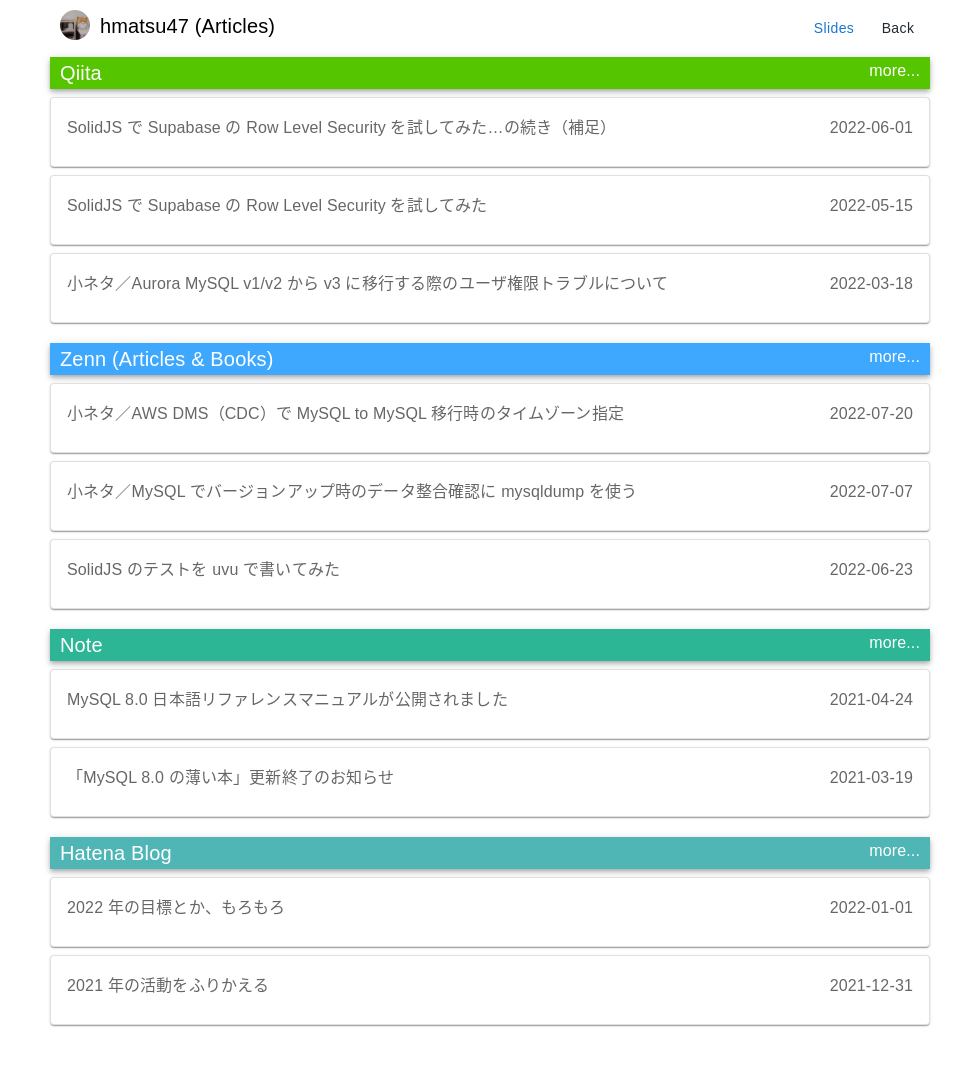 hmatsu47 (Articles)
Slides
Back
Qiita
more...
SolidJS で Supabase の Row Level Security を試してみた…の続き（補足）
2022-06-01
SolidJS で Supabase の Row Level Security を試してみた
2022-05-15
小ネタ／Aurora MySQL v1/v2 から v3 に移行する際のユーザ権限トラブルについて
2022-03-18
Zenn (Articles & Books)
more...
小ネタ／AWS DMS（CDC）で MySQL to MySQL 移行時のタイムゾーン指定
2022-07-20
小ネタ／MySQL でバージョンアップ時のデータ整合確認に mysqldump を使う
2022-07-07
SolidJS のテストを uvu で書いてみた
2022-06-23
Note
more...
MySQL 8.0 日本語リファレンスマニュアルが公開されました
2021-04-24
「MySQL 8.0 の薄い本」更新終了のお知らせ
2021-03-19
Hatena Blog
more...
2022 年の目標とか、もろもろ
2022-01-01
2021 年の活動をふりかえる
2021-12-31